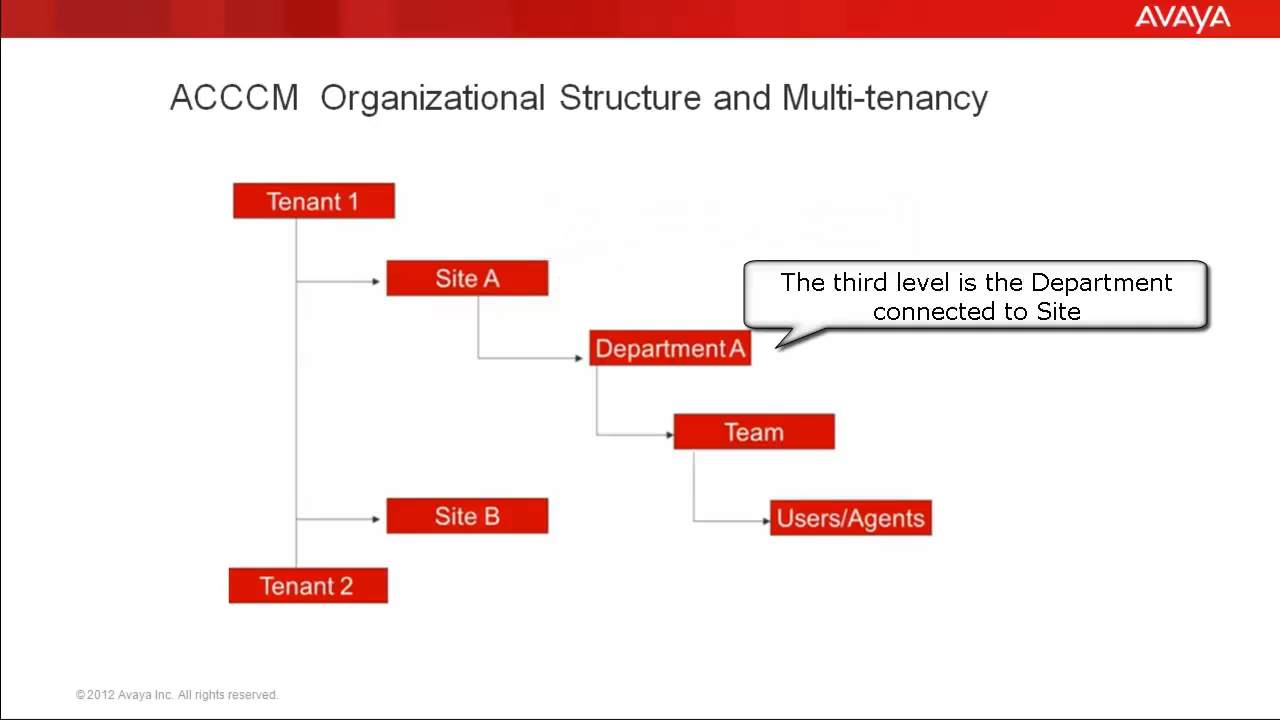 AVAYA
ACCCM Organizational Structure and Multi-tenancy
Tenant 1
Site A
The third level is the Department
connected to Site
Department A
Team
Site B
Users/Agents
Tenant 2
© 2012 Avaya Inc. All rights reserved.